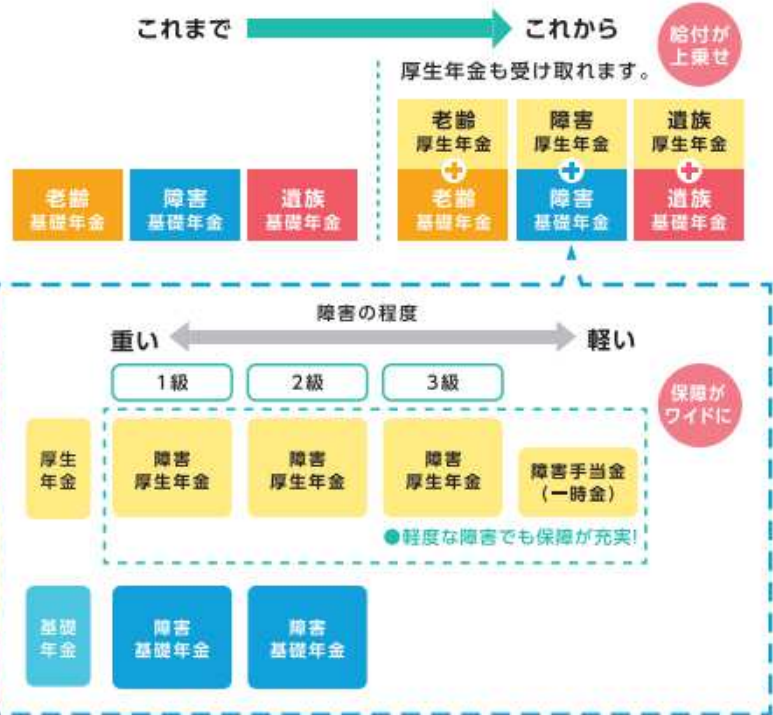 これまで
これから
給付が
上乗せ
厚生年金も受け取れます。
老齢
厚生年金
障害
厚生年金
遺族
厚生年金
老齢
基礎年金
障害
基礎年金
遺族
基礎年金
老齢
基礎年金
障害
基礎年金
遺族
基礎年金
障害の程度
重い
軽い
1級
2級
3級
保障が
ワイドに
厚生
年金
障害
厚生年金
障害
厚生年金
障害
厚生年金
障害手当金
(一時金)
●軽度な障害でも保障が充実!
基礎
年金
障害
基礎年金
障害
基礎年金